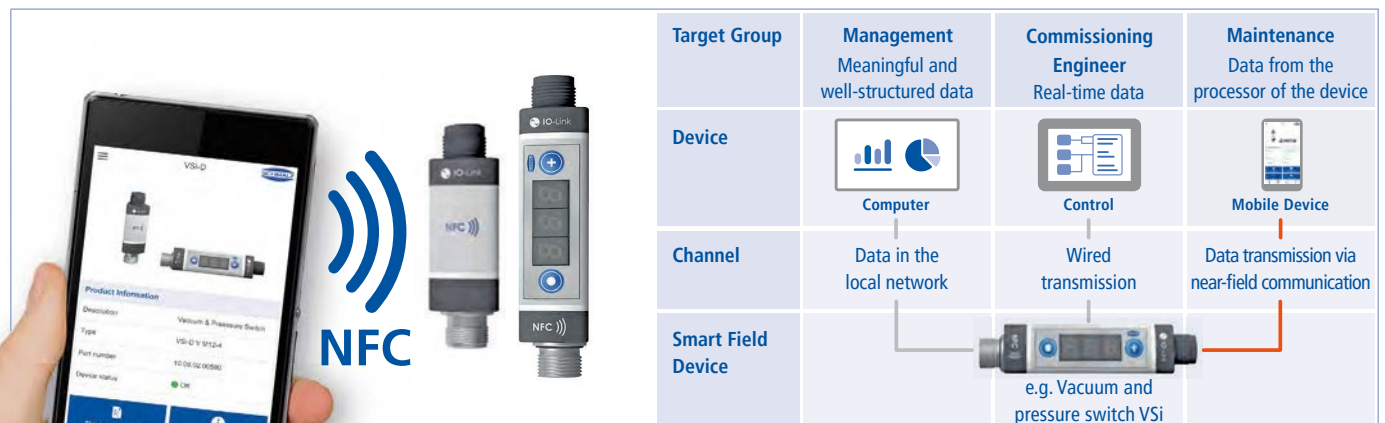 VSi-D
SCHMALZ
Product Information
Description
Vacuum & Pressure Switch
Type
VSi-D V M12-4
Part number
10.06.02.00580
Device status
OK
NFC
IO-Link
NFC
IO-Link
NFC
Target Group
Management
Meaningful and
well-structured data
Commissioning
Engineer
Real-time data
Maintenance
Data from the
processor of the device
Device
Computer
Control
Mobile Device
Channel
Data in the
local network
Wired
transmission
Data transmission via
near-field communication
Smart Field
Device
e.g. Vacuum and
pressure switch VSi